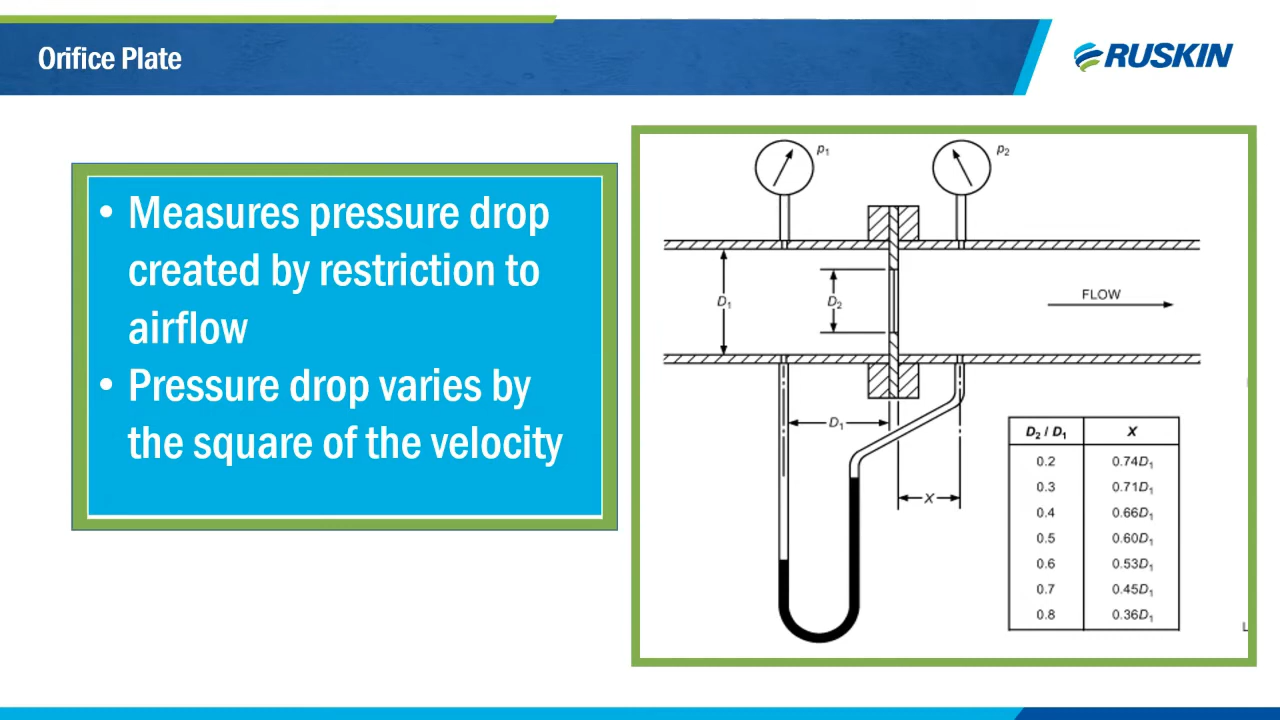 Orifice Plate
RUSKIN
• Measures pressure drop
created by restriction to
airflow
• Pressure drop varies by
the square of the velocity
p1
p2
D1
D2
FLOW
D1
X
D2 / D1 X
0.2 0.74D1
0.3 0.71D1
0.4 0.66D1
0.5 0.60D1
0.6 0.53D1
0.7 0.45D1
0.8 0.36D1